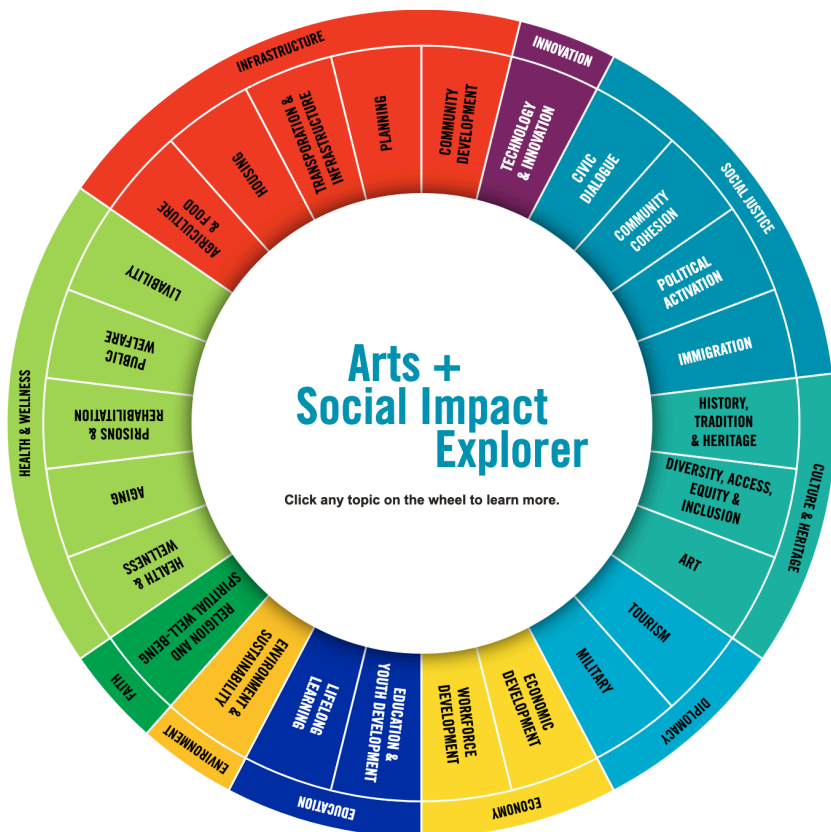 INFRASTRUCTURE
INNOVATION
SOCIAL JUSTICE
CULTURE & HERITAGE
DIPLOMACY
ECONOMY
EDUCATION
ENVIRONMENT
FAITH
HEALTH & WELLNESS
AGRICULTURE
& FOOD
HOUSING
TRANSPORATION &
INFRASTRUCTURE
PLANNING
COMMUNITY
DEVELOPMENT
TECHNOLOGY
& INNOVATION
CIVIC
DIALOGUE
COMMUNITY
COHESION
POLITICAL
ACTIVATION
IMMIGRATION
HISTORY,
TRADITION
& HERITAGE
DIVERSITY, ACCESS,
EQUITY &
INCLUSION
ART
TOURISM
MILITARY
ECONOMIC
DEVELOPMENT
WORKFORCE
DEVELOPMENT
EDUCATION &
YOUTH DEVELOPMENT
LIFELONG
LEARNING
ENVIRONMENT &
SUSTAINABILITY
RELIGION AND
SPRITUAL WELL-BEING
HEALTH &
WELLNESS
AGING
PRISONS &
REHABILITATION
PUBLIC
WELFARE
LIVABILITY
Arts +
Social Impact
Explorer
Click any topic on the wheel to learn more.